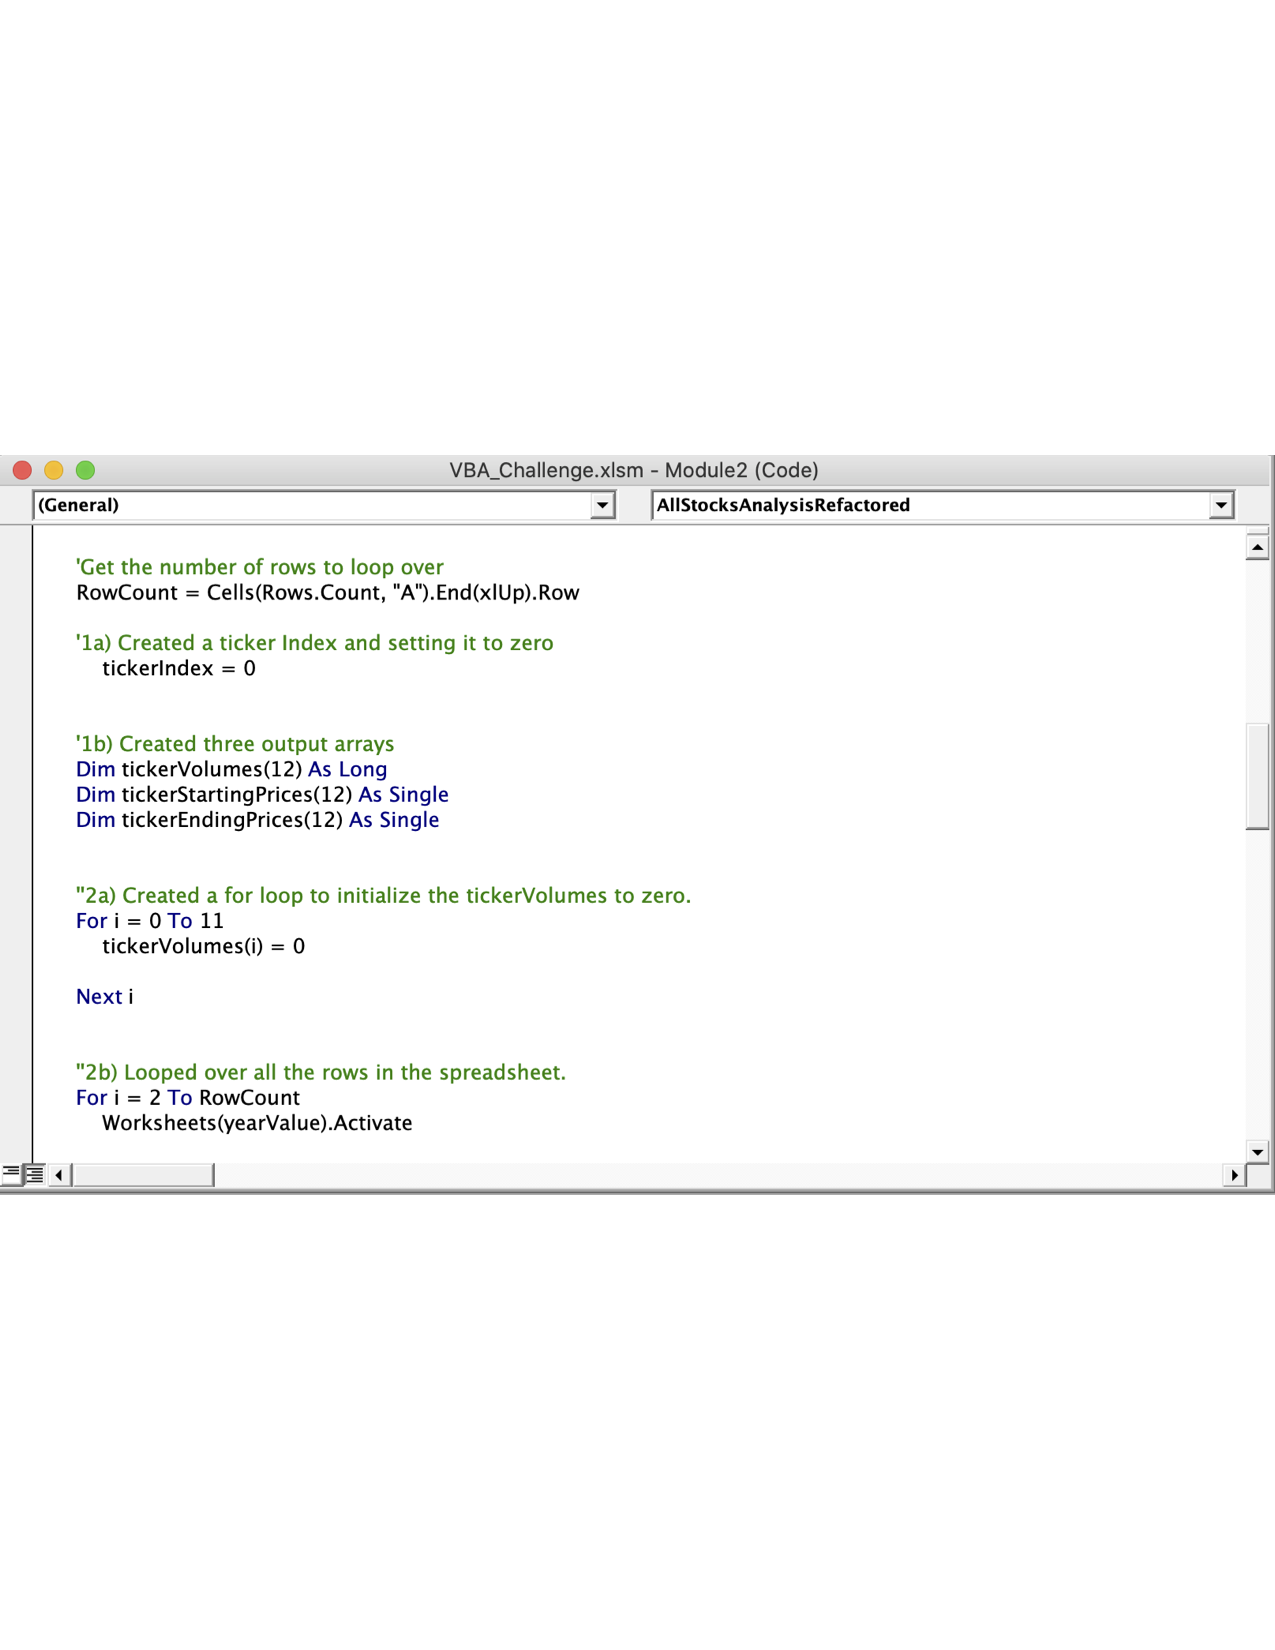 VBA_Challenge.xlsm - Module2 (Code)
(General)
AllStocksAnalysisRefactored
'Get the number of rows to loop over
RowCount = Cells(Rows.Count, "A").End(xlUp).Row
'1a) Created a ticker Index and setting it to zero
tickerIndex = 0
'1b) Created three output arrays
Dim tickerVolumes(12) As Long
Dim tickerStartingPrices(12) As Single
Dim tickerEndingPrices(12) As Single
''2a) Created a for loop to initialize the tickerVolumes to zero.
For i = 0 To 11
tickerVolumes(i) = 0
Next i
''2b) Looped over all the rows in the spreadsheet.
For i = 2 To RowCount
Worksheets(yearValue).Activate